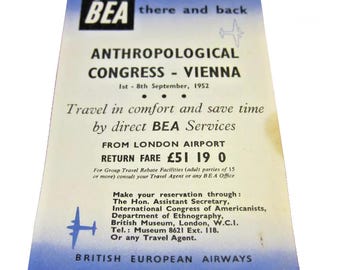 BEA there and back
ANTHROPOLOGICAL
CONGRESS - VIENNA
1st - 8th September, 1952
Travel in comfort and save time
by direct BEA Services
FROM LONDON AIRPORT
RETURN FARE £51 19 0
For Group Travel Rebate Facilities (adult parties of 15
or more) consult your Travel Agent or any BEA Office
Make your reservation through :
The Hon. Assistant Secretary,
International Congress of Americanists,
Department of Ethnography,
British Museum, London, W.C.1.
Tel. : Museum 8621 Ext. 118.
Or any Travel Agent.
BRITISH EUROPEAN AIRWAYS